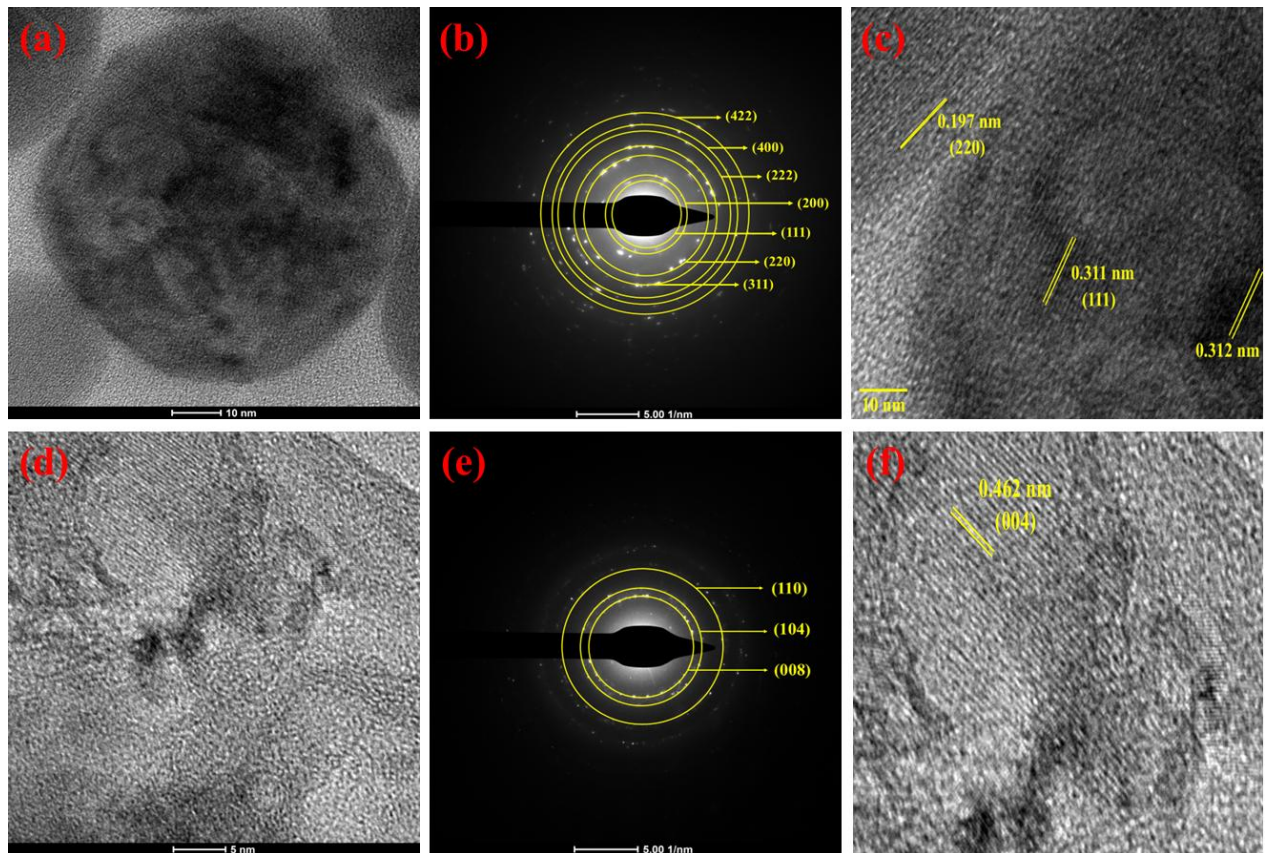 (a)
10 nm
(b)
(422)
(400)
(222)
(200)
(111)
(220)
(311)
5.00 1/nm
(c)
0.197 nm
(220)
0.311 nm
(111)
0.312 nm
10 nm
(d)
5 nm
(e)
(110)
(104)
(008)
5.00 1/nm
(f)
0.462 nm
(004)